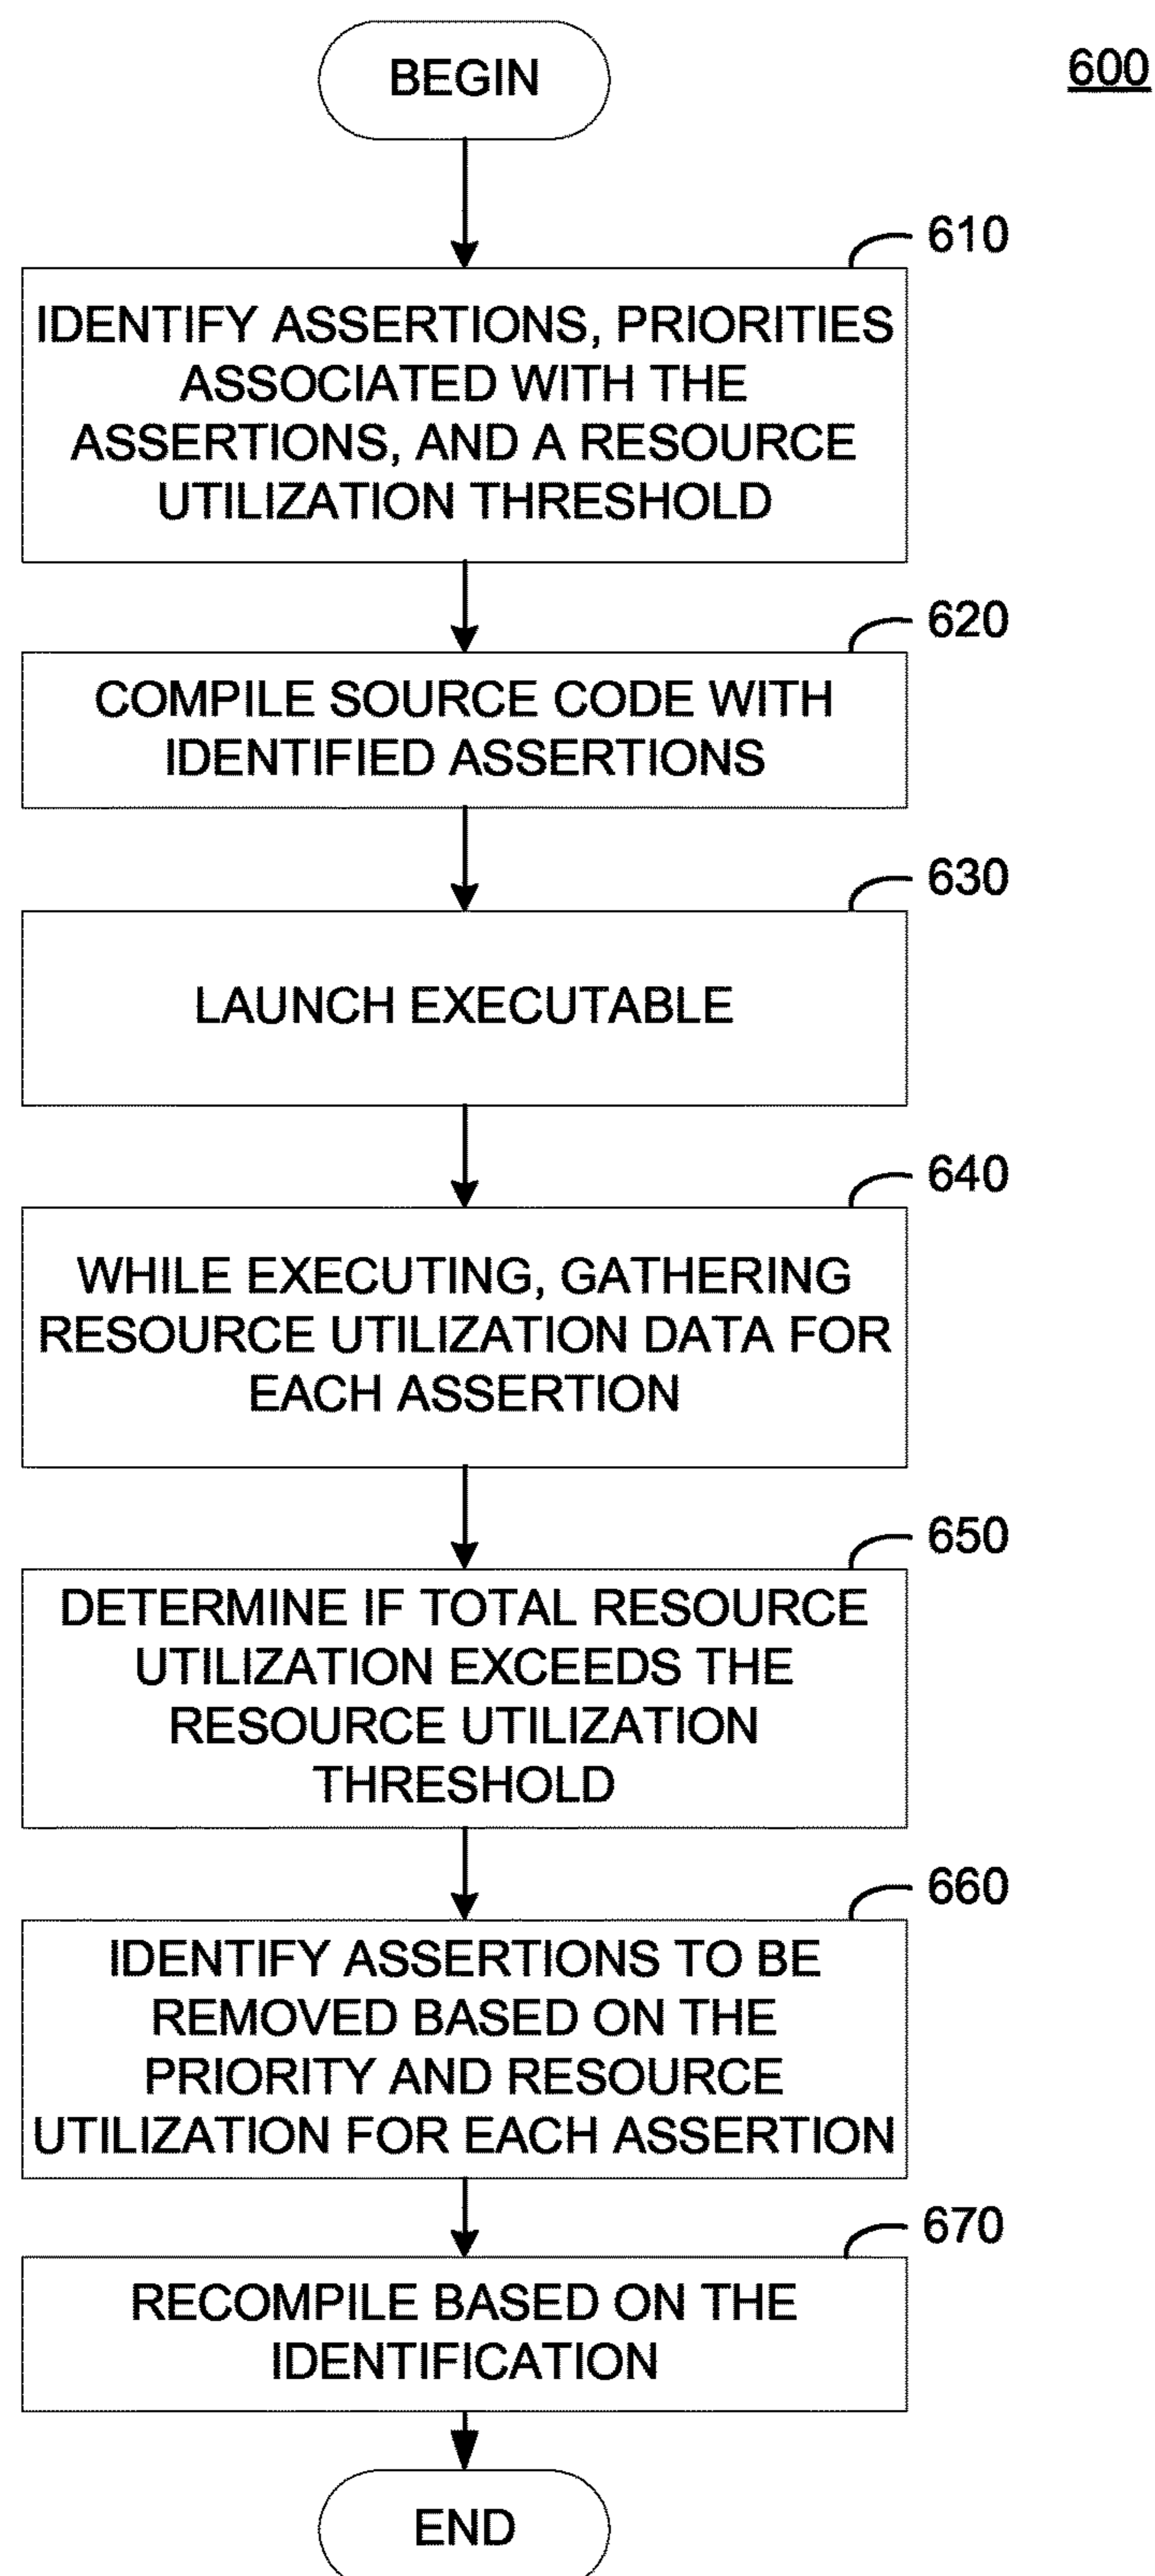 BEGIN
600
610
IDENTIFY ASSERTIONS, PRIORITIES
ASSOCIATED WITH THE
ASSERTIONS, AND A RESOURCE
UTILIZATION THRESHOLD
620
COMPILE SOURCE CODE WITH
IDENTIFIED ASSERTIONS
630
LAUNCH EXECUTABLE
640
WHILE EXECUTING, GATHERING
RESOURCE UTILIZATION DATA FOR
EACH ASSERTION
650
DETERMINE IF TOTAL RESOURCE
UTILIZATION EXCEEDS THE
RESOURCE UTILIZATION
THRESHOLD
660
IDENTIFY ASSERTIONS TO BE
REMOVED BASED ON THE
PRIORITY AND RESOURCE
UTILIZATION FOR EACH ASSERTION
670
RECOMPILE BASED ON THE
IDENTIFICATION
END